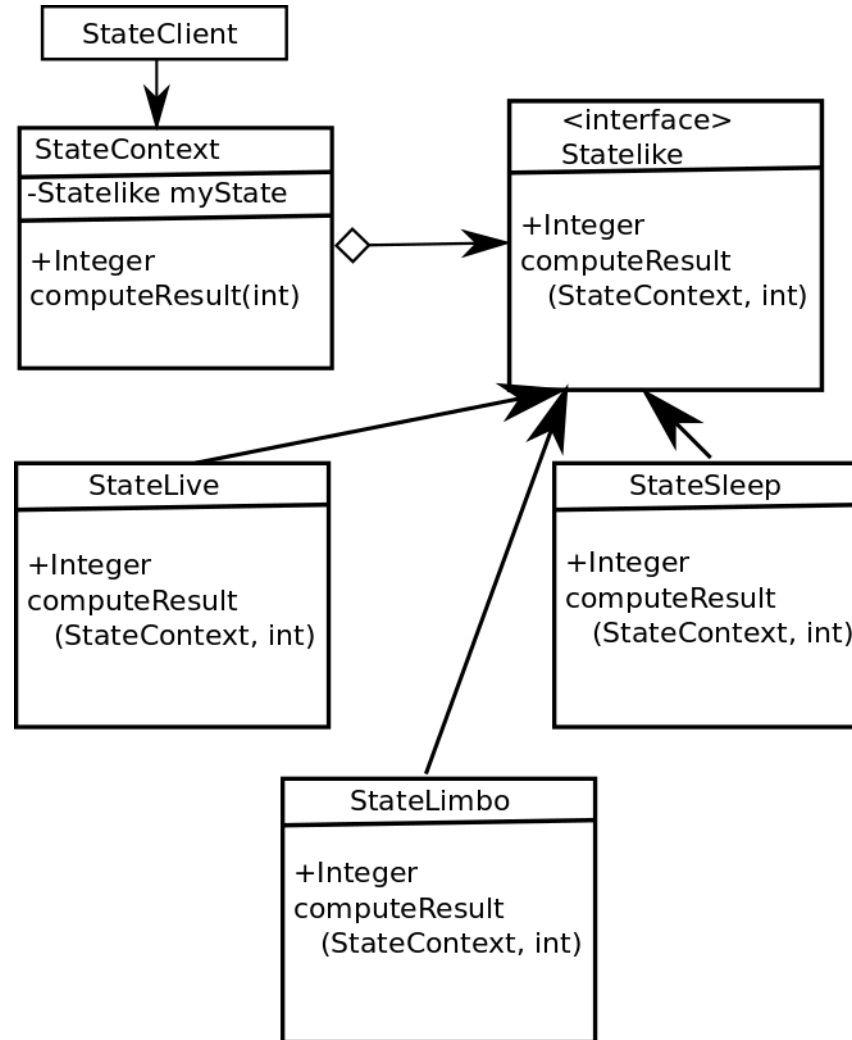 StateClient
StateContext
-Statelike myState
+Integer
computeResult(int)
<interface>
Statelike
+Integer
computeResult
(StateContext, int)
StateLive
+Integer
computeResult
(StateContext, int)
StateSleep
+Integer
computeResult
(StateContext, int)
StateLimbo
+Integer
computeResult
(StateContext, int)